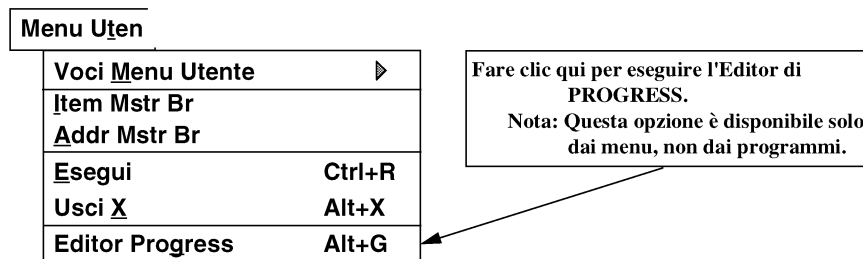 Menu Uten
Voci Menu Utente
Item Mstr Br
Addr Mstr Br
Esegui Ctrl+R
Usci X Alt+X
Editor Progress Alt+G
Fare clic qui per eseguire l'Editor di
PROGRESS.
Nota: Questa opzione è disponibile solo
dai menu, non dai programmi.